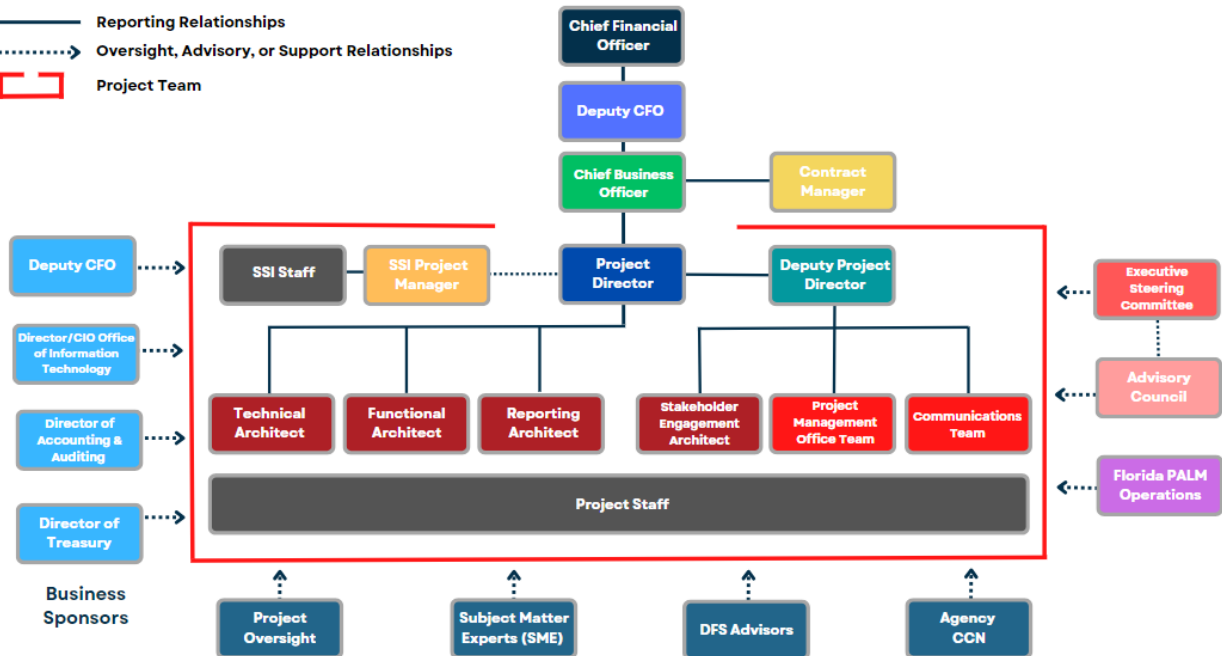 Reporting Relationships
Oversight, Advisory, or Support Relationships
Project Team
Chief Financial
Officer
Deputy CFO
Chief Business
Officer
Contract
Manager
Deputy CFO
SSI Staff
SSI Project
Manager
Project
Director
Deputy Project
Director
Executive
Steering
Committee
Director/CIO Office
of Information
Technology
Advisory
Council
Director of
Accounting &
Auditing
Technical
Architect
Functional
Architect
Reporting
Architect
Stakeholder
Engagement
Architect
Project
Management
Office Team
Communications
Team
Florida PALM
Operations
Director of
Treasury
Project Staff
Business
Sponsors
Project
Oversight
Subject Matter
Experts (SME)
DFS Advisors
Agency
CCN